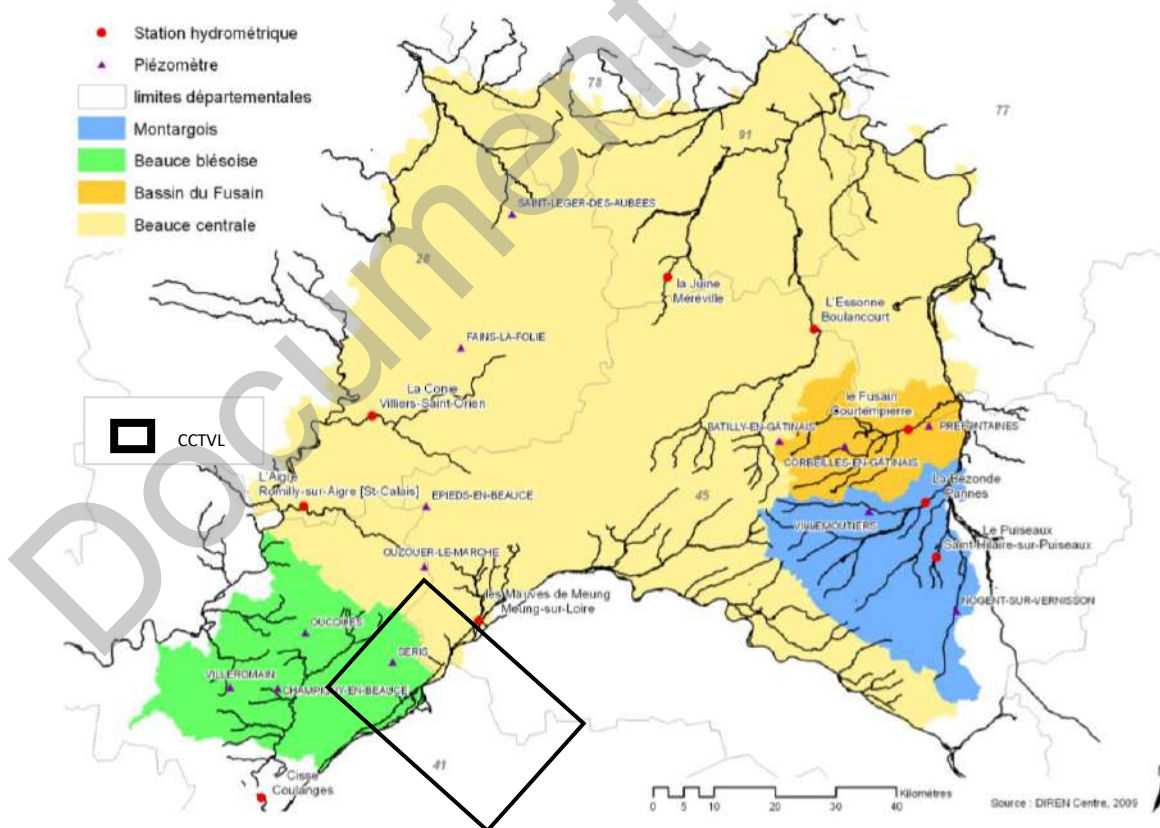 Station hydrométrique
Piézomètre
limites départementales
Montargois
Beauce blésoise
Bassin du Fusain
Beauce centrale
Document
78
91
77
SAINT-LEGER-DES-AUBEES
28
la Juine
Méréville
L'Essonne
Boulancourt
FAINS-LA-FOLIE
La Conie
Villiers-Saint-Orien
CCTVL
le Fusain
Courtempierre
BATILLY-EN-GÂTINAIS
PREFONTAINES
CORBEILLES-EN-GÂTINAIS
L'Aigre
Romilly-sur-Aigre [St-Calais]
EPIEDS-EN-BEAUCE
45
La Bezonde
Pannes
VILLEMOUTIERS
Le Puiseaux
Saint-Hilaire-sur-Puiseaux
OUZOUER-LE-MARCHE
les Mauves de Meung
Meung-sur-Loire
NOGENT-SUR-VERNISSON
OUCQUES
SERIS
VILLEROMAIN
CHAMPIGNY-EN-BEAUCE
41
Cisse
Coulanges
Kilomètres
0 5 10 20 30 40
Source : DIREN Centre, 2009